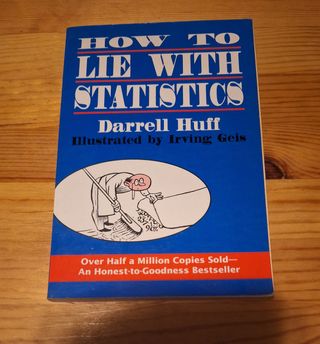 HOW TO
LIE WITH
STATISTICS
Darrell Huff
Illustrated by Irving Geis
Over Half a Million Copies Sold—
An Honest-to-Goodness Bestseller